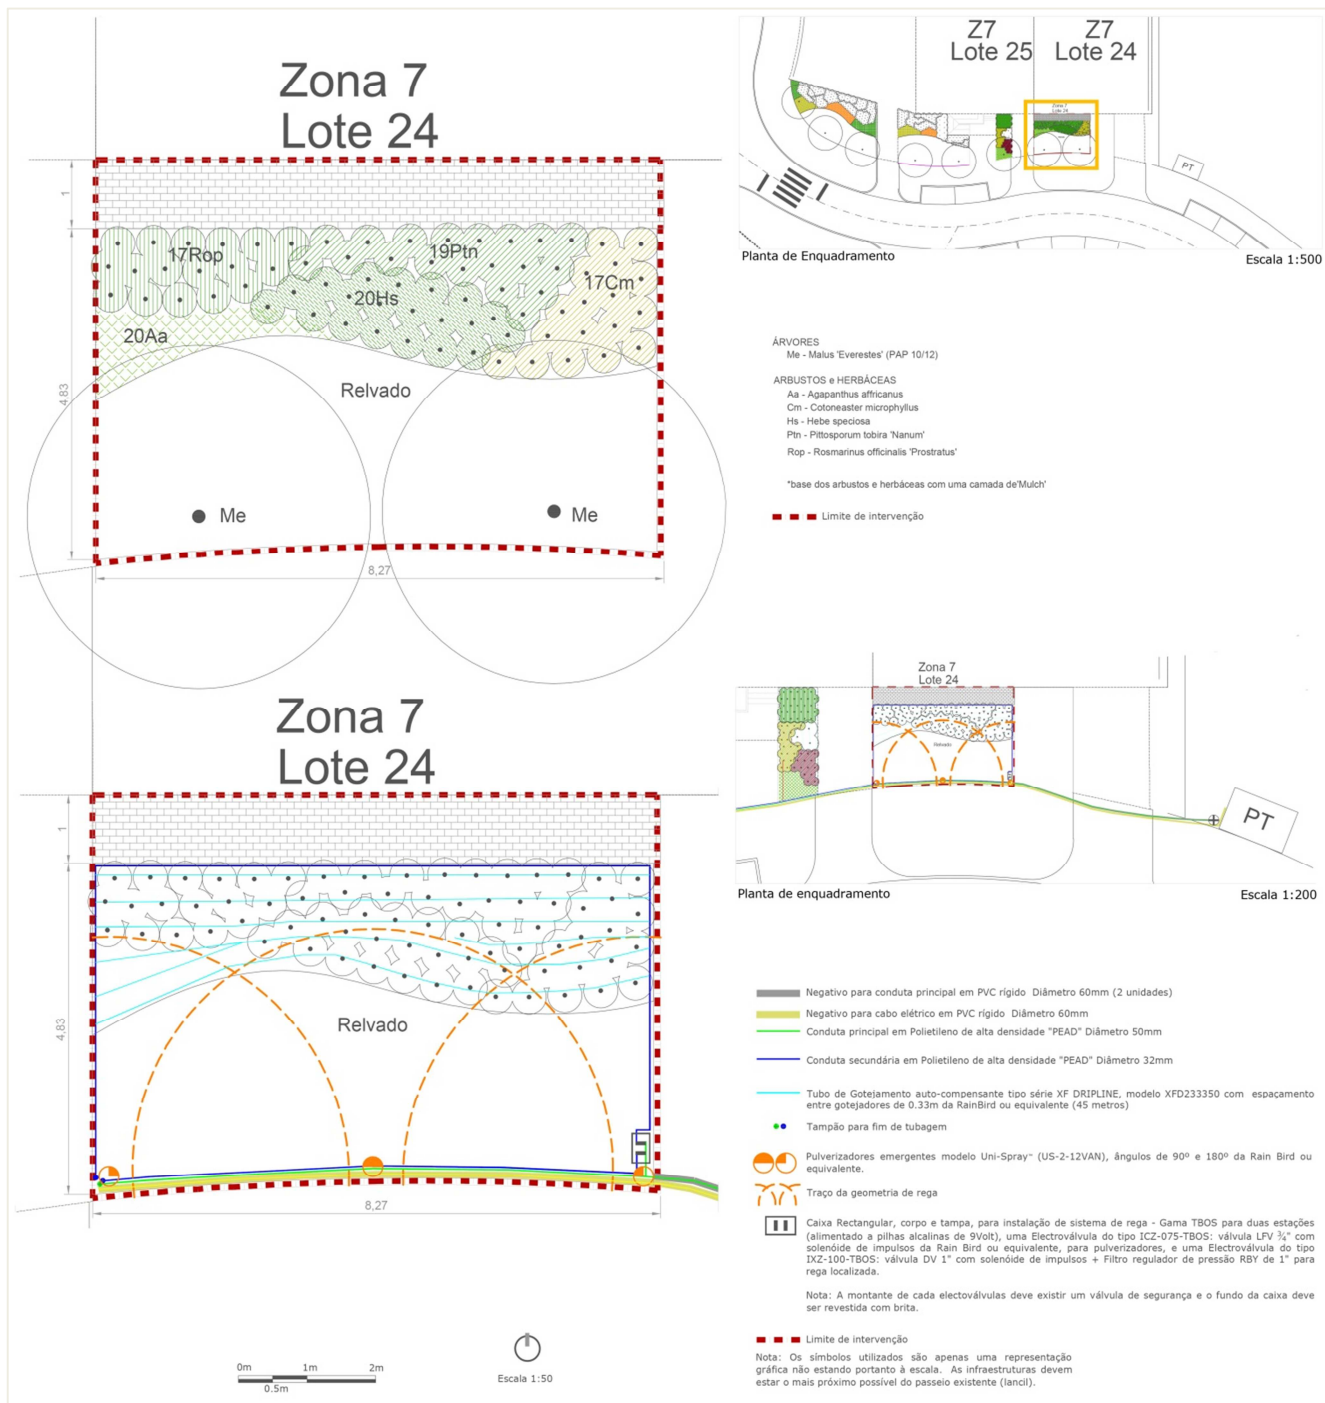 Zona 7
Lote 24
1
17Rop
19Ptn
17Cm
20Hs
20Aa
4.83
Relvado
Me
Me
8,27
Z7
Lote 25
Z7
Lote 24
Zona 7
Lote 24
PT
Planta de Enquadramento
Escala 1:500
ÁRVORES
Me - Malus 'Everestes' (PAP 10/12)
ARBUSTOS e HERBÁCEAS
Aa - Agapanthus affricanus
Cm - Cotoneaster microphyllus
Hs - Hebe speciosa
Ptn - Pittosporum tobira 'Nanum'
Rop - Rosmarinus officinalis 'Prostratus'
*base dos arbustos e herbáceas com uma camada de'Mulch'
Limite de intervenção
Zona 7
Lote 24
1
4.83
Relvado
8,27
0m 1m 2m
0.5m
Escala 1:50
Zona 7
Lote 24
Relvado
PT
Planta de enquadramento
Escala 1:200
Negativo para conduta principal em PVC rígido Diâmetro 60mm (2 unidades)
Negativo para cabo elétrico em PVC rígido Diâmetro 60mm
Conduta principal em Polietileno de alta densidade "PEAD" Diâmetro 50mm
Conduta secundária em Polietileno de alta densidade "PEAD" Diâmetro 32mm
Tubo de Gotejamento auto-compensante tipo série XF DRIPLINE, modelo XFD233350 com espaçamento
entre gotejadores de 0.33m da RainBird ou equivalente (45 metros)
Tampão para fim de tubagem
Pulverizadores emergentes modelo Uni-Spray™ (US-2-12VAN), ângulos de 90º e 180º da Rain Bird ou
equivalente.
Traço da geometria de rega
Caixa Rectangular, corpo e tampa, para instalação de sistema de rega - Gama TBOS para duas estações
(alimentado a pilhas alcalinas de 9Volt), uma Electroválvula do tipo ICZ-075-TBOS: válvula LFV ¾" com
solenóide de impulsos da Rain Bird ou equivalente, para pulverizadores, e uma Electroválvula do tipo
IXZ-100-TBOS: válvula DV 1" com solenóide de impulsos + Filtro regulador de pressão RBY de 1" para
rega localizada.
Nota: A montante de cada electoválvulas deve existir um válvula de segurança e o fundo da caixa deve
ser revestida com brita.
Limite de intervenção
Nota: Os símbolos utilizados são apenas uma representação
gráfica não estando portanto à escala. As infraestruturas devem
estar o mais próximo possível do passeio existente (lancil).